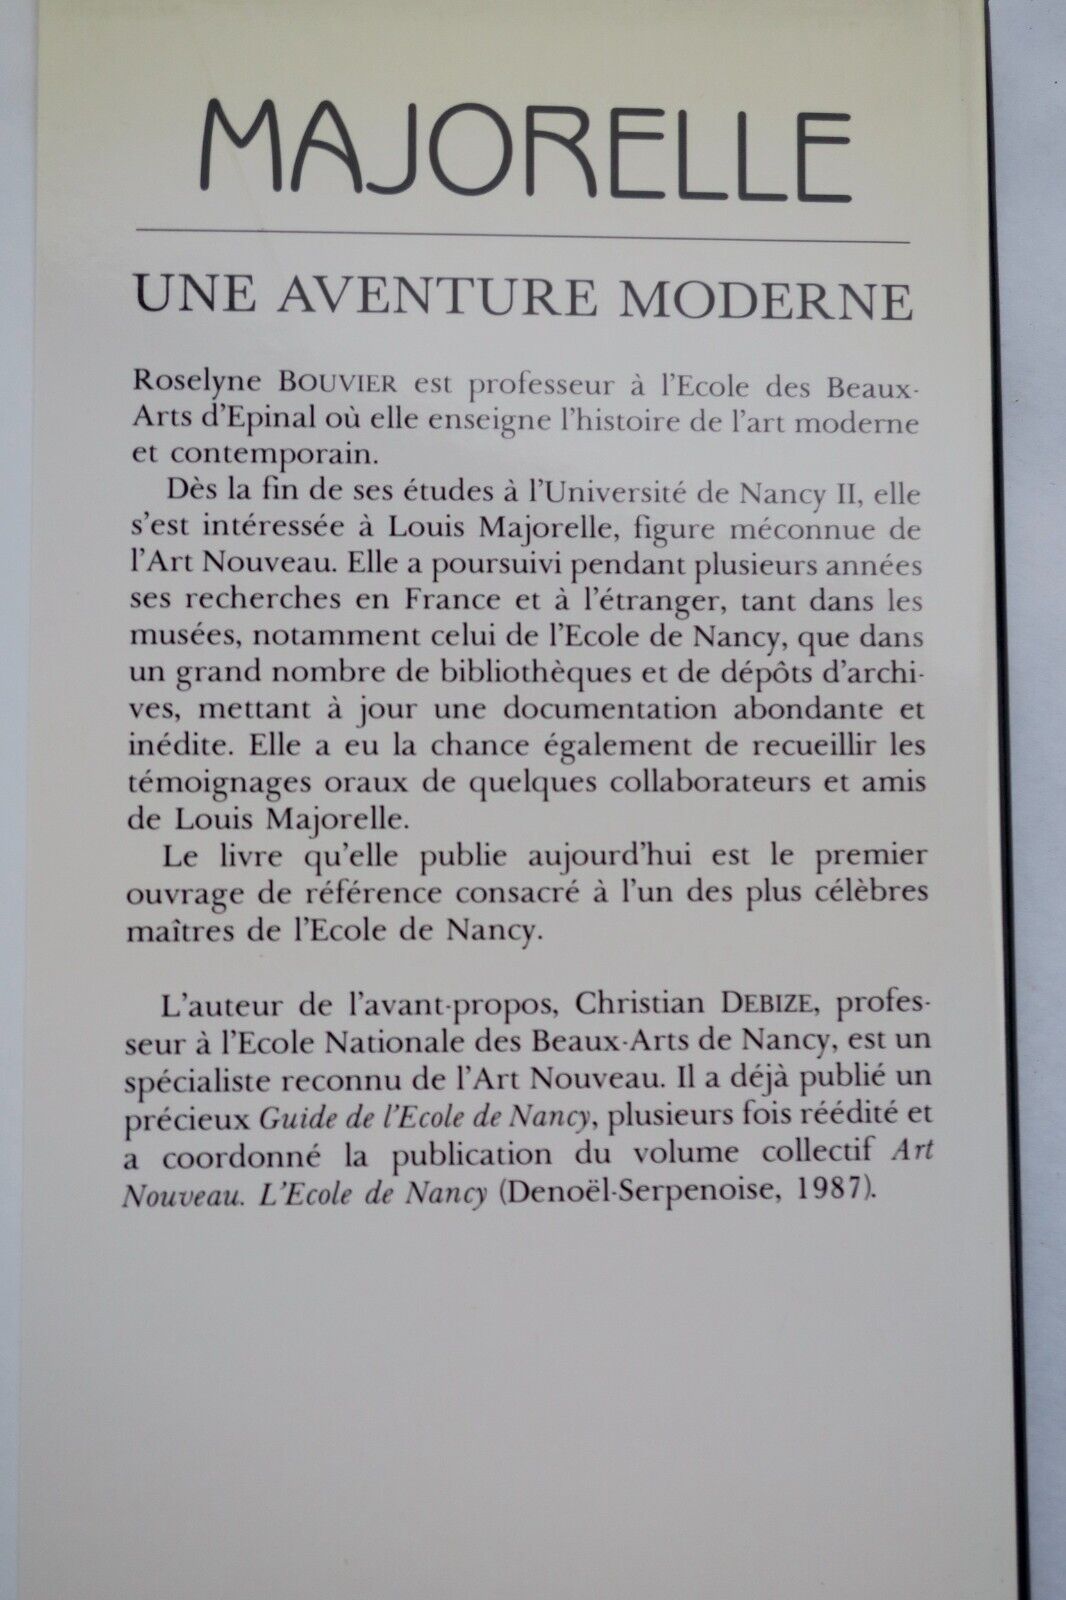 MAJORELLE
UNE AVENTURE MODERNE
Roselyne BOUVIER est professeur à l'Ecole des Beaux-
Arts d'Epinal où elle enseigne l'histoire de l'art moderne
et contemporain.
Dès la fin de ses études à l'Université de Nancy II, elle
s'est intéressée à Louis Majorelle, figure méconnue de
l'Art Nouveau. Elle a poursuivi pendant plusieurs années
ses recherches en France et à l'étranger, tant dans les
musées, notamment celui de l'Ecole de Nancy, que dans
un grand nombre de bibliothèques et de dépôts d'archi-
ves, mettant à jour une documentation abondante et
inédite. Elle a eu la chance également de recueillir les
témoignages oraux de quelques collaborateurs et amis
de Louis Majorelle.
Le livre qu'elle publie aujourd'hui est le premier
ouvrage de référence consacré à l'un des plus célèbres
maîtres de l'Ecole de Nancy.
L'auteur de l'avant-propos, Christian DEBIZE, profes-
seur à l'Ecole Nationale des Beaux-Arts de Nancy, est un
spécialiste reconnu de l'Art Nouveau. Il a déjà publié un
précieux Guide de l'Ecole de Nancy, plusieurs fois réédité et
a coordonné la publication du volume collectif Art
Nouveau. L'Ecole de Nancy (Denoël-Serpenoise, 1987).